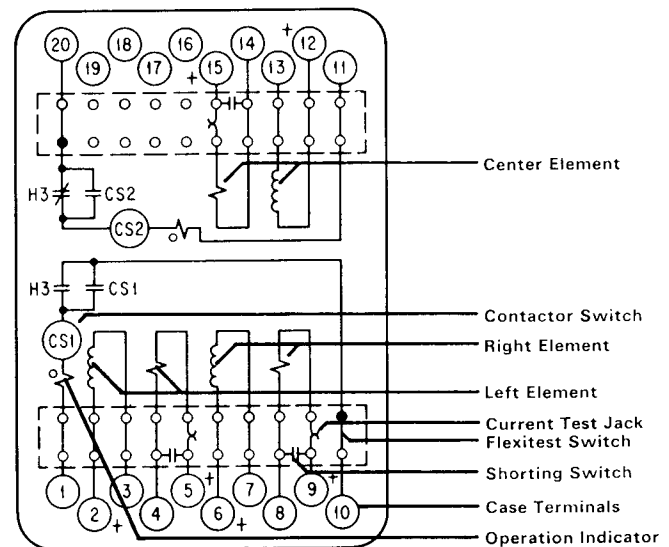 20 18 16 14 + 12
19 17 + 15 13 11
Center Element
H3 CS2
CS2
H3 CS1
Contactor Switch
CS1
Right Element
Left Element
Current Test Jack
Flexitest Switch
Shorting Switch
1 3 5 + 7 9 +
2 + 4 6 + 8 10
Case Terminals
Operation Indicator